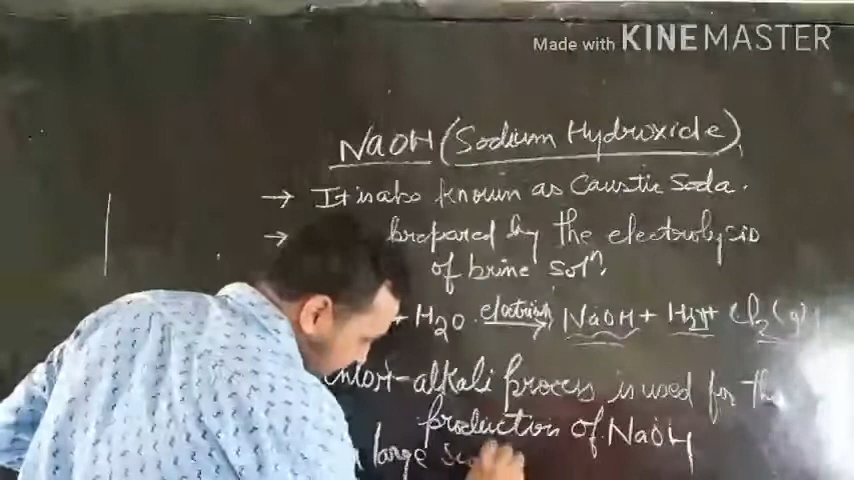 Made with KINEMASTER
NaOH (Sodium Hydroxide)
→ It is also known as Caustic Soda.
→ prepared by the electrolysis
of brine solⁿ.
+ H₂O electricity→ NaOH + H₂ + Cl₂(g)
-alkali process is used for the
production of NaOH
large